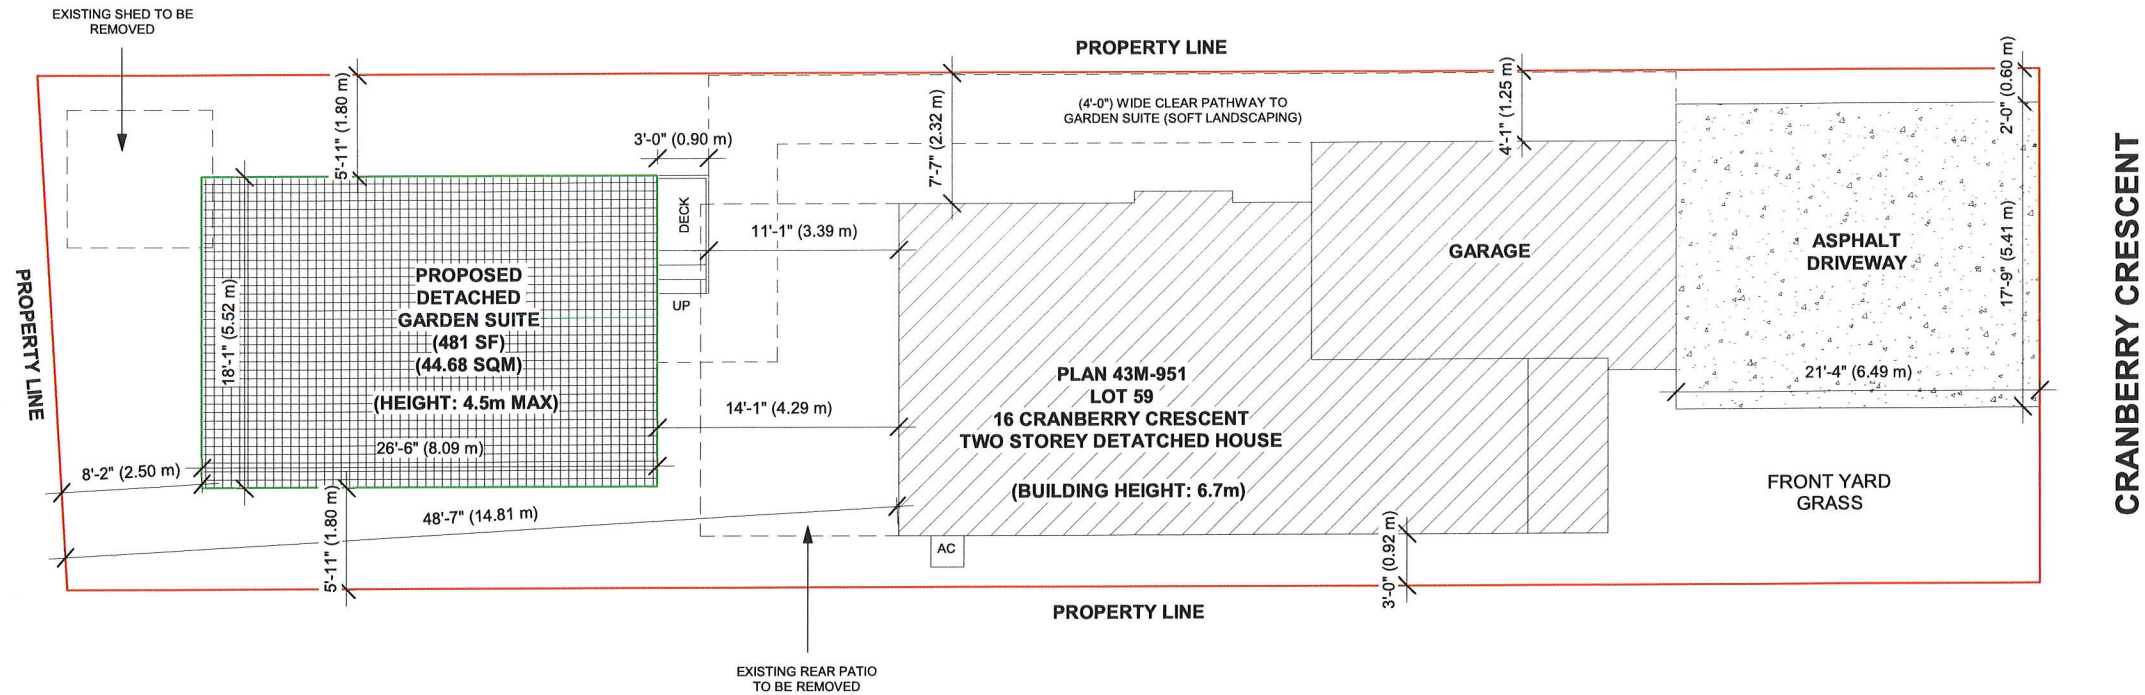 EXISTING SHED TO BE
REMOVED
PROPERTY LINE
5'-11" (1.80 m)
3'-0" (0.90 m)
7'-7" (2.32 m)
(4'-0") WIDE CLEAR PATHWAY TO
GARDEN SUITE (SOFT LANDSCAPING)
4'-1" (1.25 m)
2'-0" (0.60 m)
DECK
UP
11'-1" (3.39 m)
GARAGE
ASPHALT
DRIVEWAY
17'-9" (5.41 m)
CRANBERRY CRESCENT
PROPERTY LINE
18'-1" (5.52 m)
PROPOSED
DETACHED
GARDEN SUITE
(481 SF)
(44.68 SQM)
(HEIGHT: 4.5m MAX)
26'-6" (8.09 m)
14'-1" (4.29 m)
PLAN 43M-951
LOT 59
16 CRANBERRY CRESCENT
TWO STOREY DETATCHED HOUSE
(BUILDING HEIGHT: 6.7m)
21'-4" (6.49 m)
8'-2" (2.50 m)
48'-7" (14.81 m)
5'-11" (1.80 m)
AC
3'-0" (0.92 m)
FRONT YARD
GRASS
PROPERTY LINE
EXISTING REAR PATIO
TO BE REMOVED